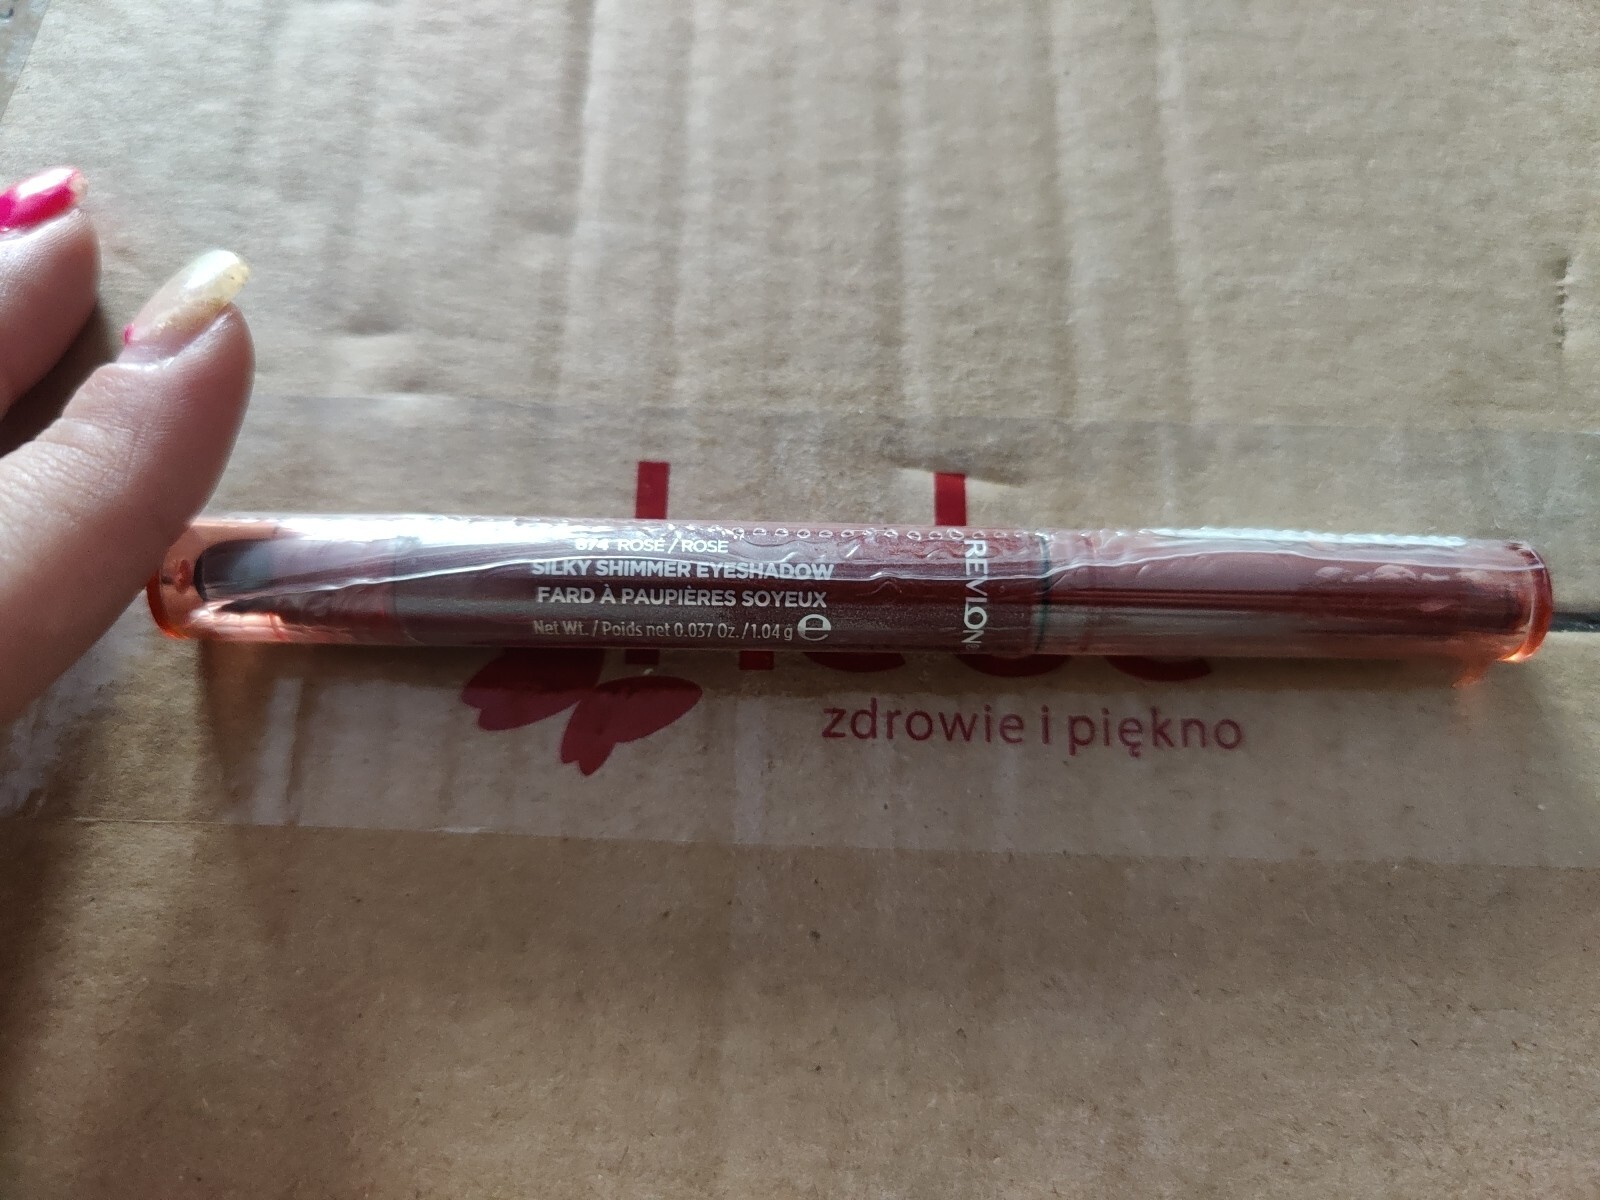 674 ROSÉ / ROSE
SILKY SHIMMER EYESHADOW
FARD À PAUPIÈRES SOYEUX
Net Wt. / Poids net 0.037 Oz. / 1.04 g ℮
REVLON
zdrowie i piękno